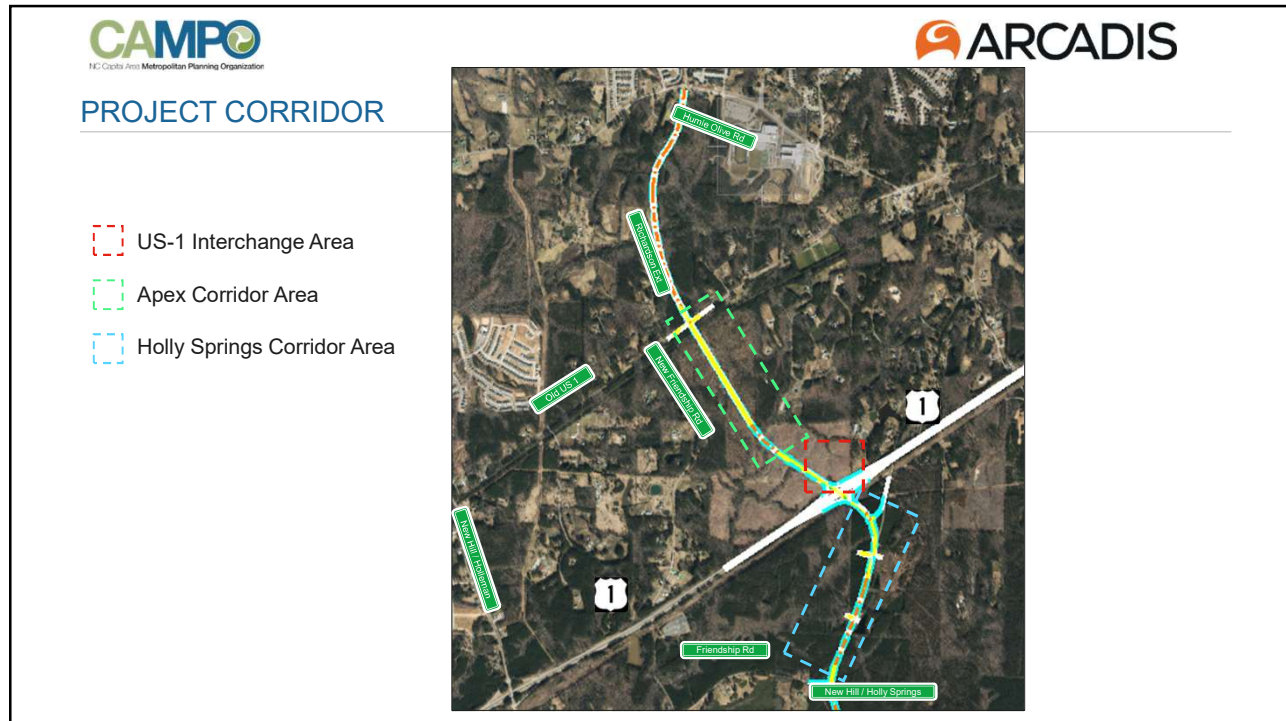 CAMPO
NC Capital Area Metropolitan Planning Organization
ARCADIS
PROJECT CORRIDOR
US-1 Interchange Area
Apex Corridor Area
Holly Springs Corridor Area
Humie Olive Rd
Richardson Ext
New Friendship Rd
Old US 1
1
New Hill / Holleman
1
Friendship Rd
New Hill / Holly Springs